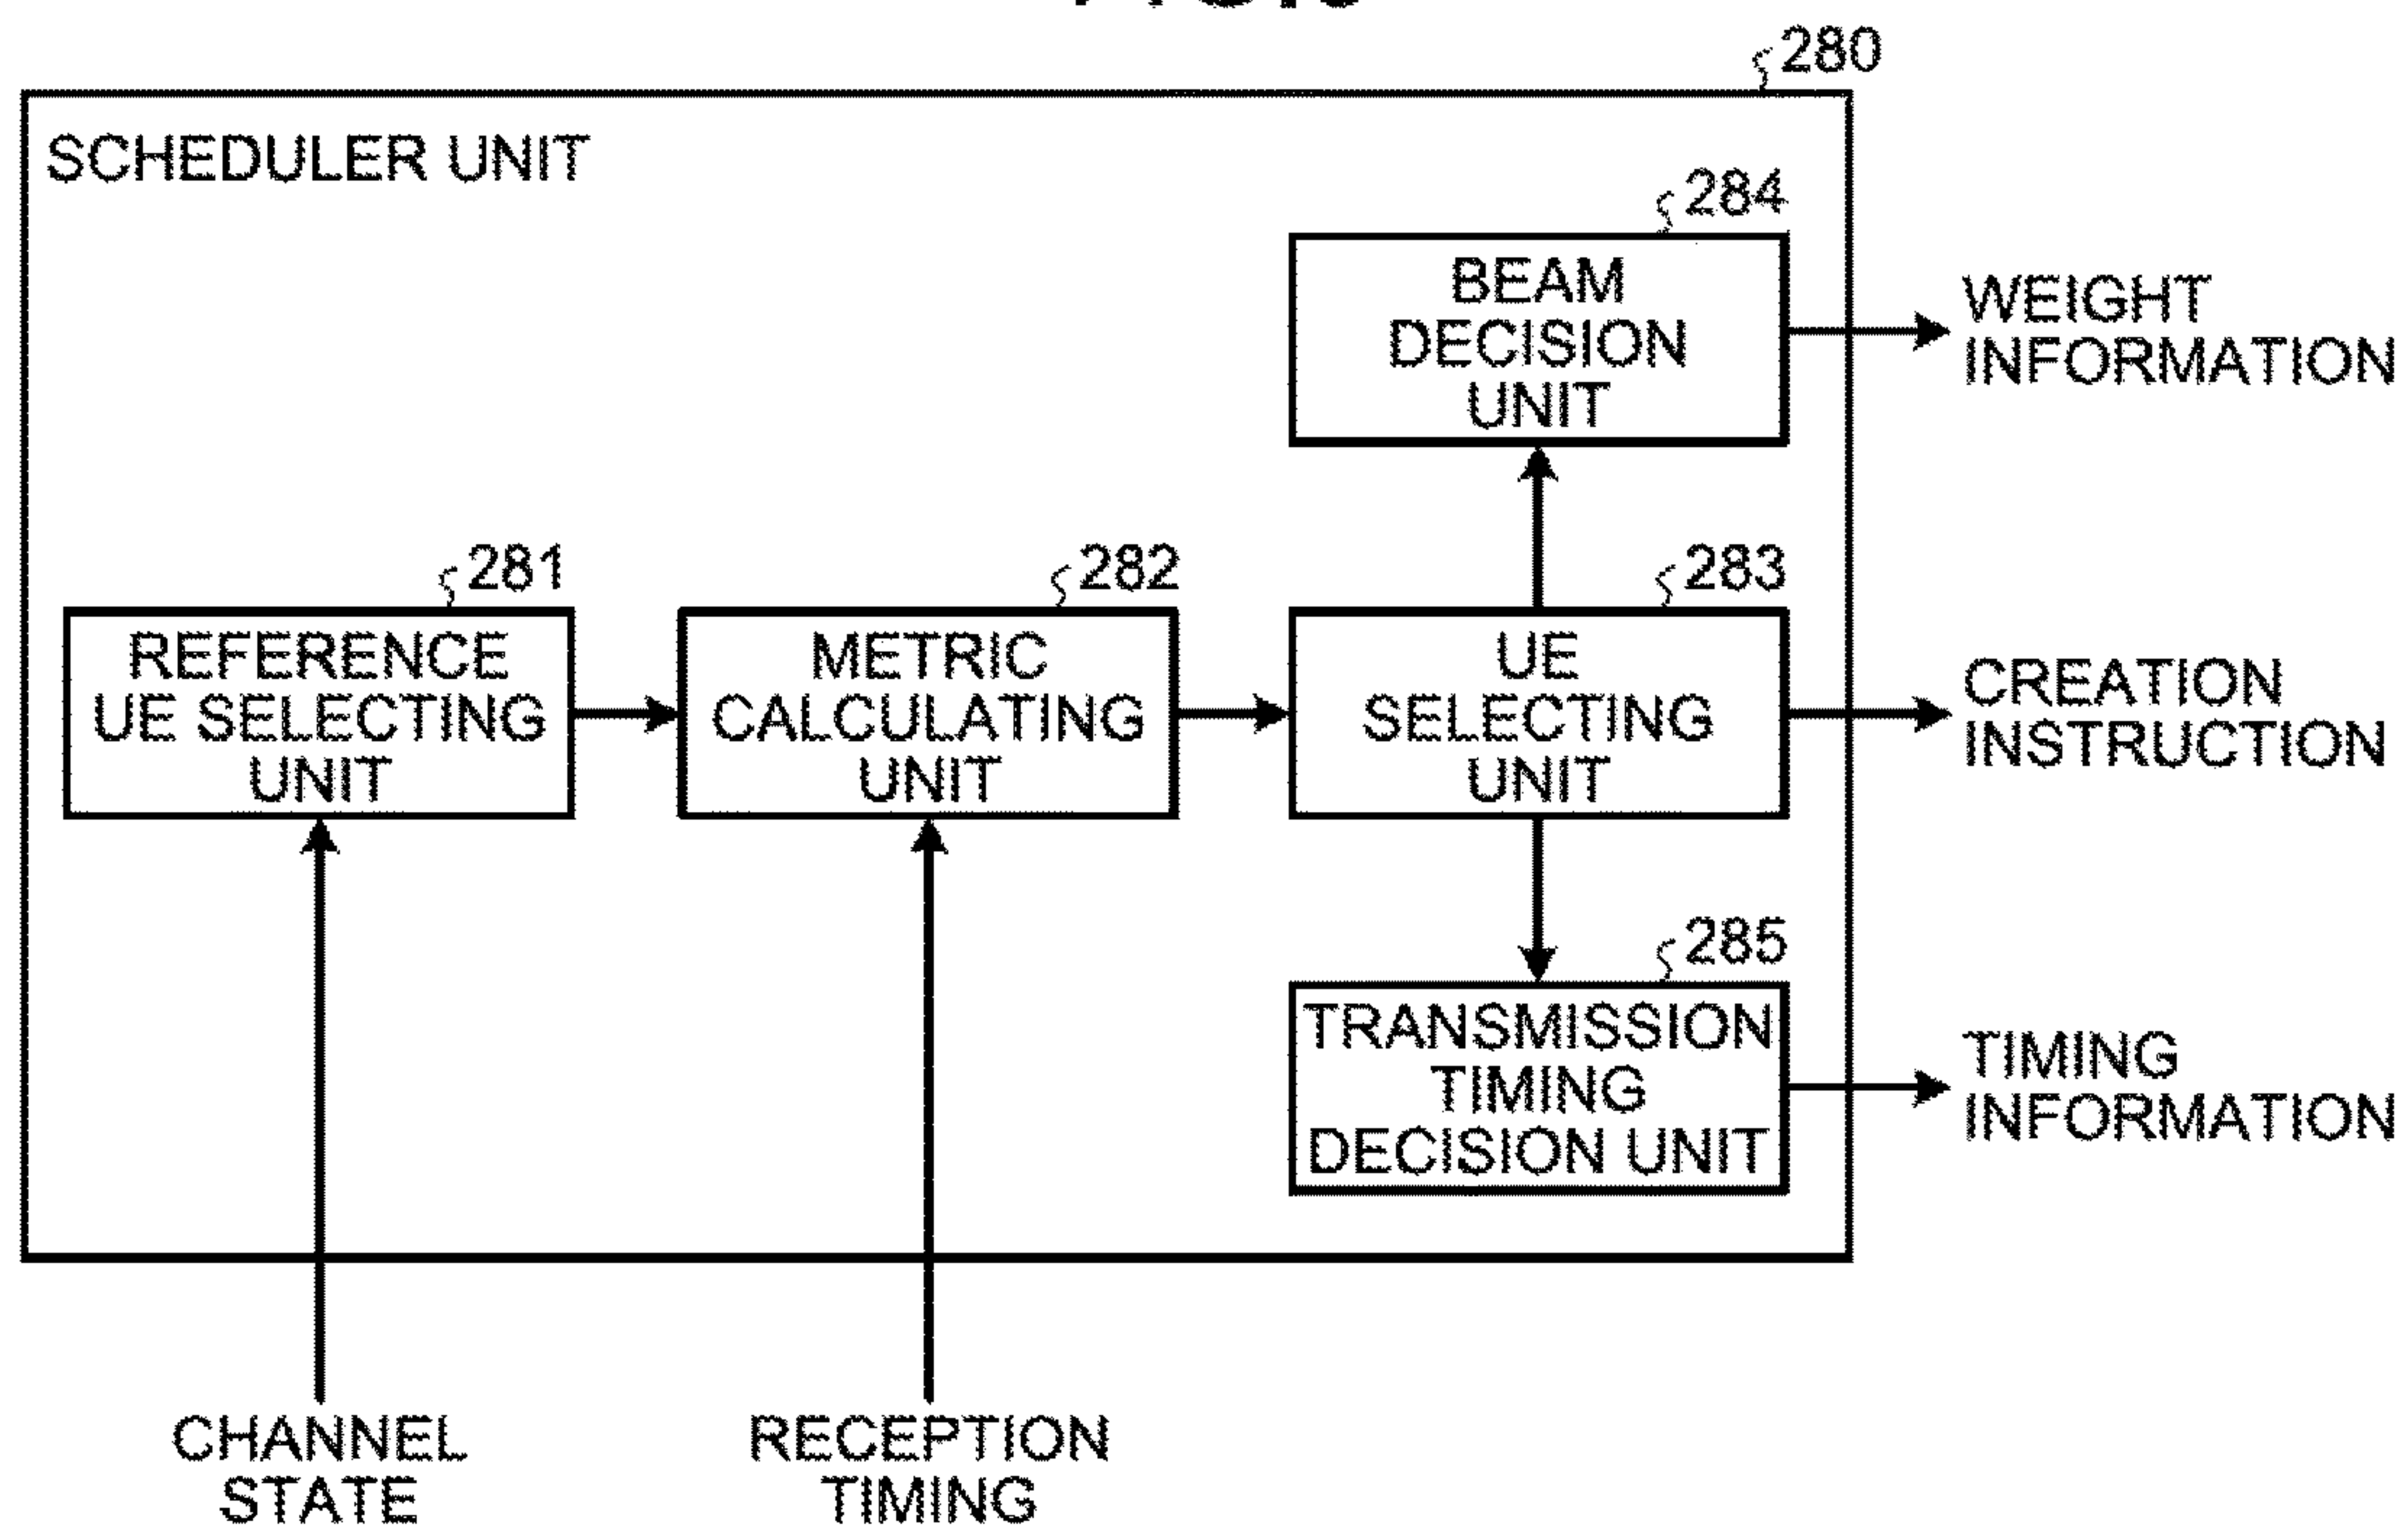 280
SCHEDULER UNIT
284
BEAM
DECISION
UNIT
WEIGHT
INFORMATION
281
REFERENCE
UE SELECTING
UNIT
282
METRIC
CALCULATING
UNIT
283
UE
SELECTING
UNIT
CREATION
INSTRUCTION
285
TRANSMISSION
TIMING
DECISION UNIT
TIMING
INFORMATION
CHANNEL
STATE
RECEPTION
TIMING